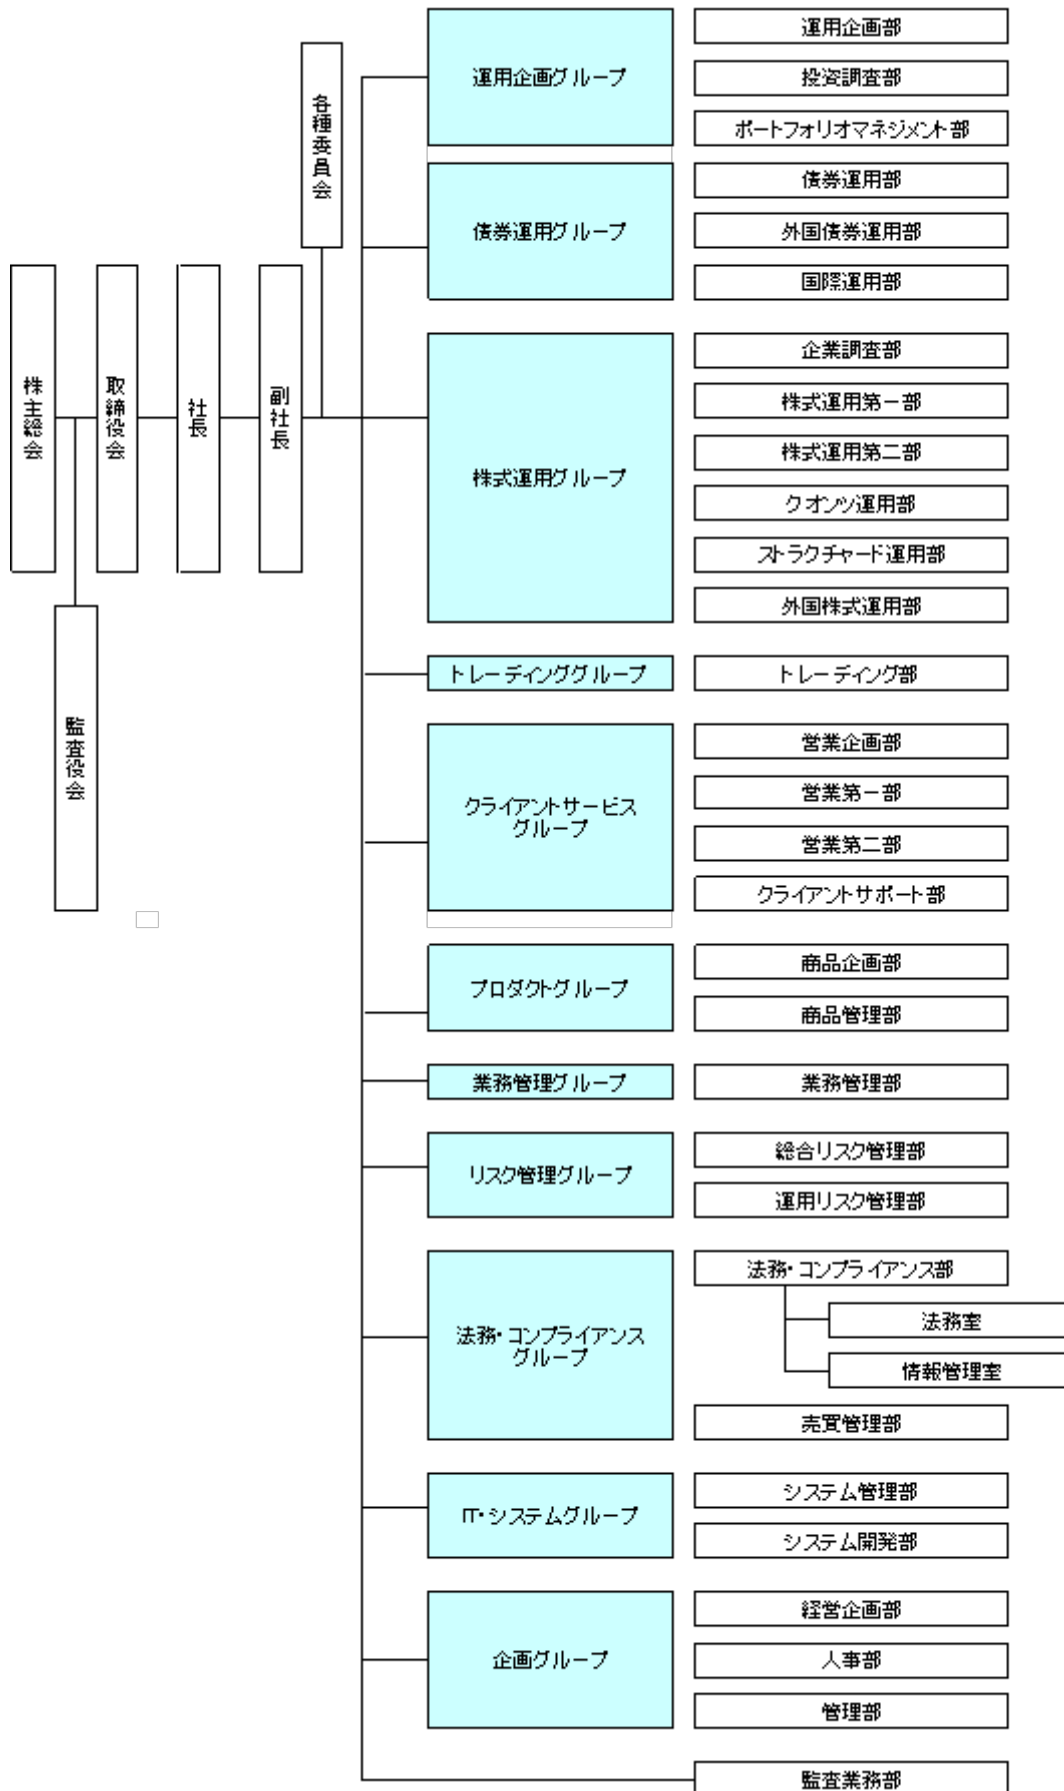 株主総会
監査役会
取締役会
社長
副社長
各種委員会
運用企画グループ
運用企画部
投資調査部
ポートフォリオマネジメント部
債券運用グループ
債券運用部
外国債券運用部
国際運用部
株式運用グループ
企業調査部
株式運用第一部
株式運用第二部
クオンツ運用部
ストラクチャード運用部
外国株式運用部
トレーディンググループ
トレーディング部
クライアントサービス
グループ
営業企画部
営業第一部
営業第二部
クライアントサポート部
プロダクトグループ
商品企画部
商品管理部
業務管理グループ
業務管理部
リスク管理グループ
総合リスク管理部
運用リスク管理部
法務・コンプライアンス
グループ
法務・コンプライアンス部
法務室
情報管理室
売買管理部
IT・システムグループ
システム管理部
システム開発部
企画グループ
経営企画部
人事部
管理部
監査業務部